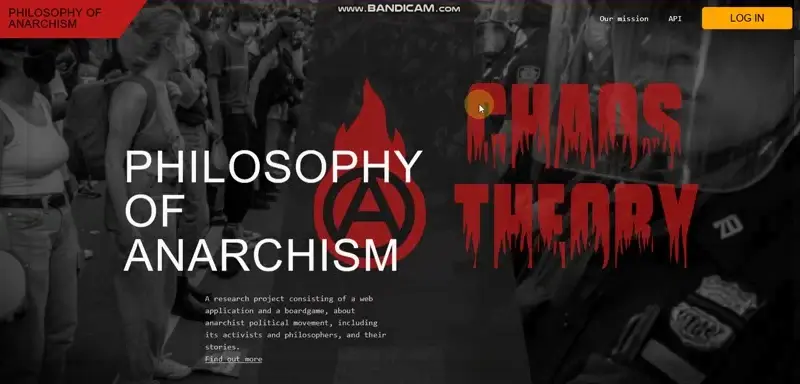 PHILOSOPHY OF
ANARCHISM
WWW.BANDICAM.COM
Our mission
API
LOG IN
CHAOS
THEORY
PHILOSOPHY
OF
ANARCHISM
A research project consisting of a web
application and a boardgame, about
anarchist political movement, including
its activists and philosophers, and their
stories.
Find out more